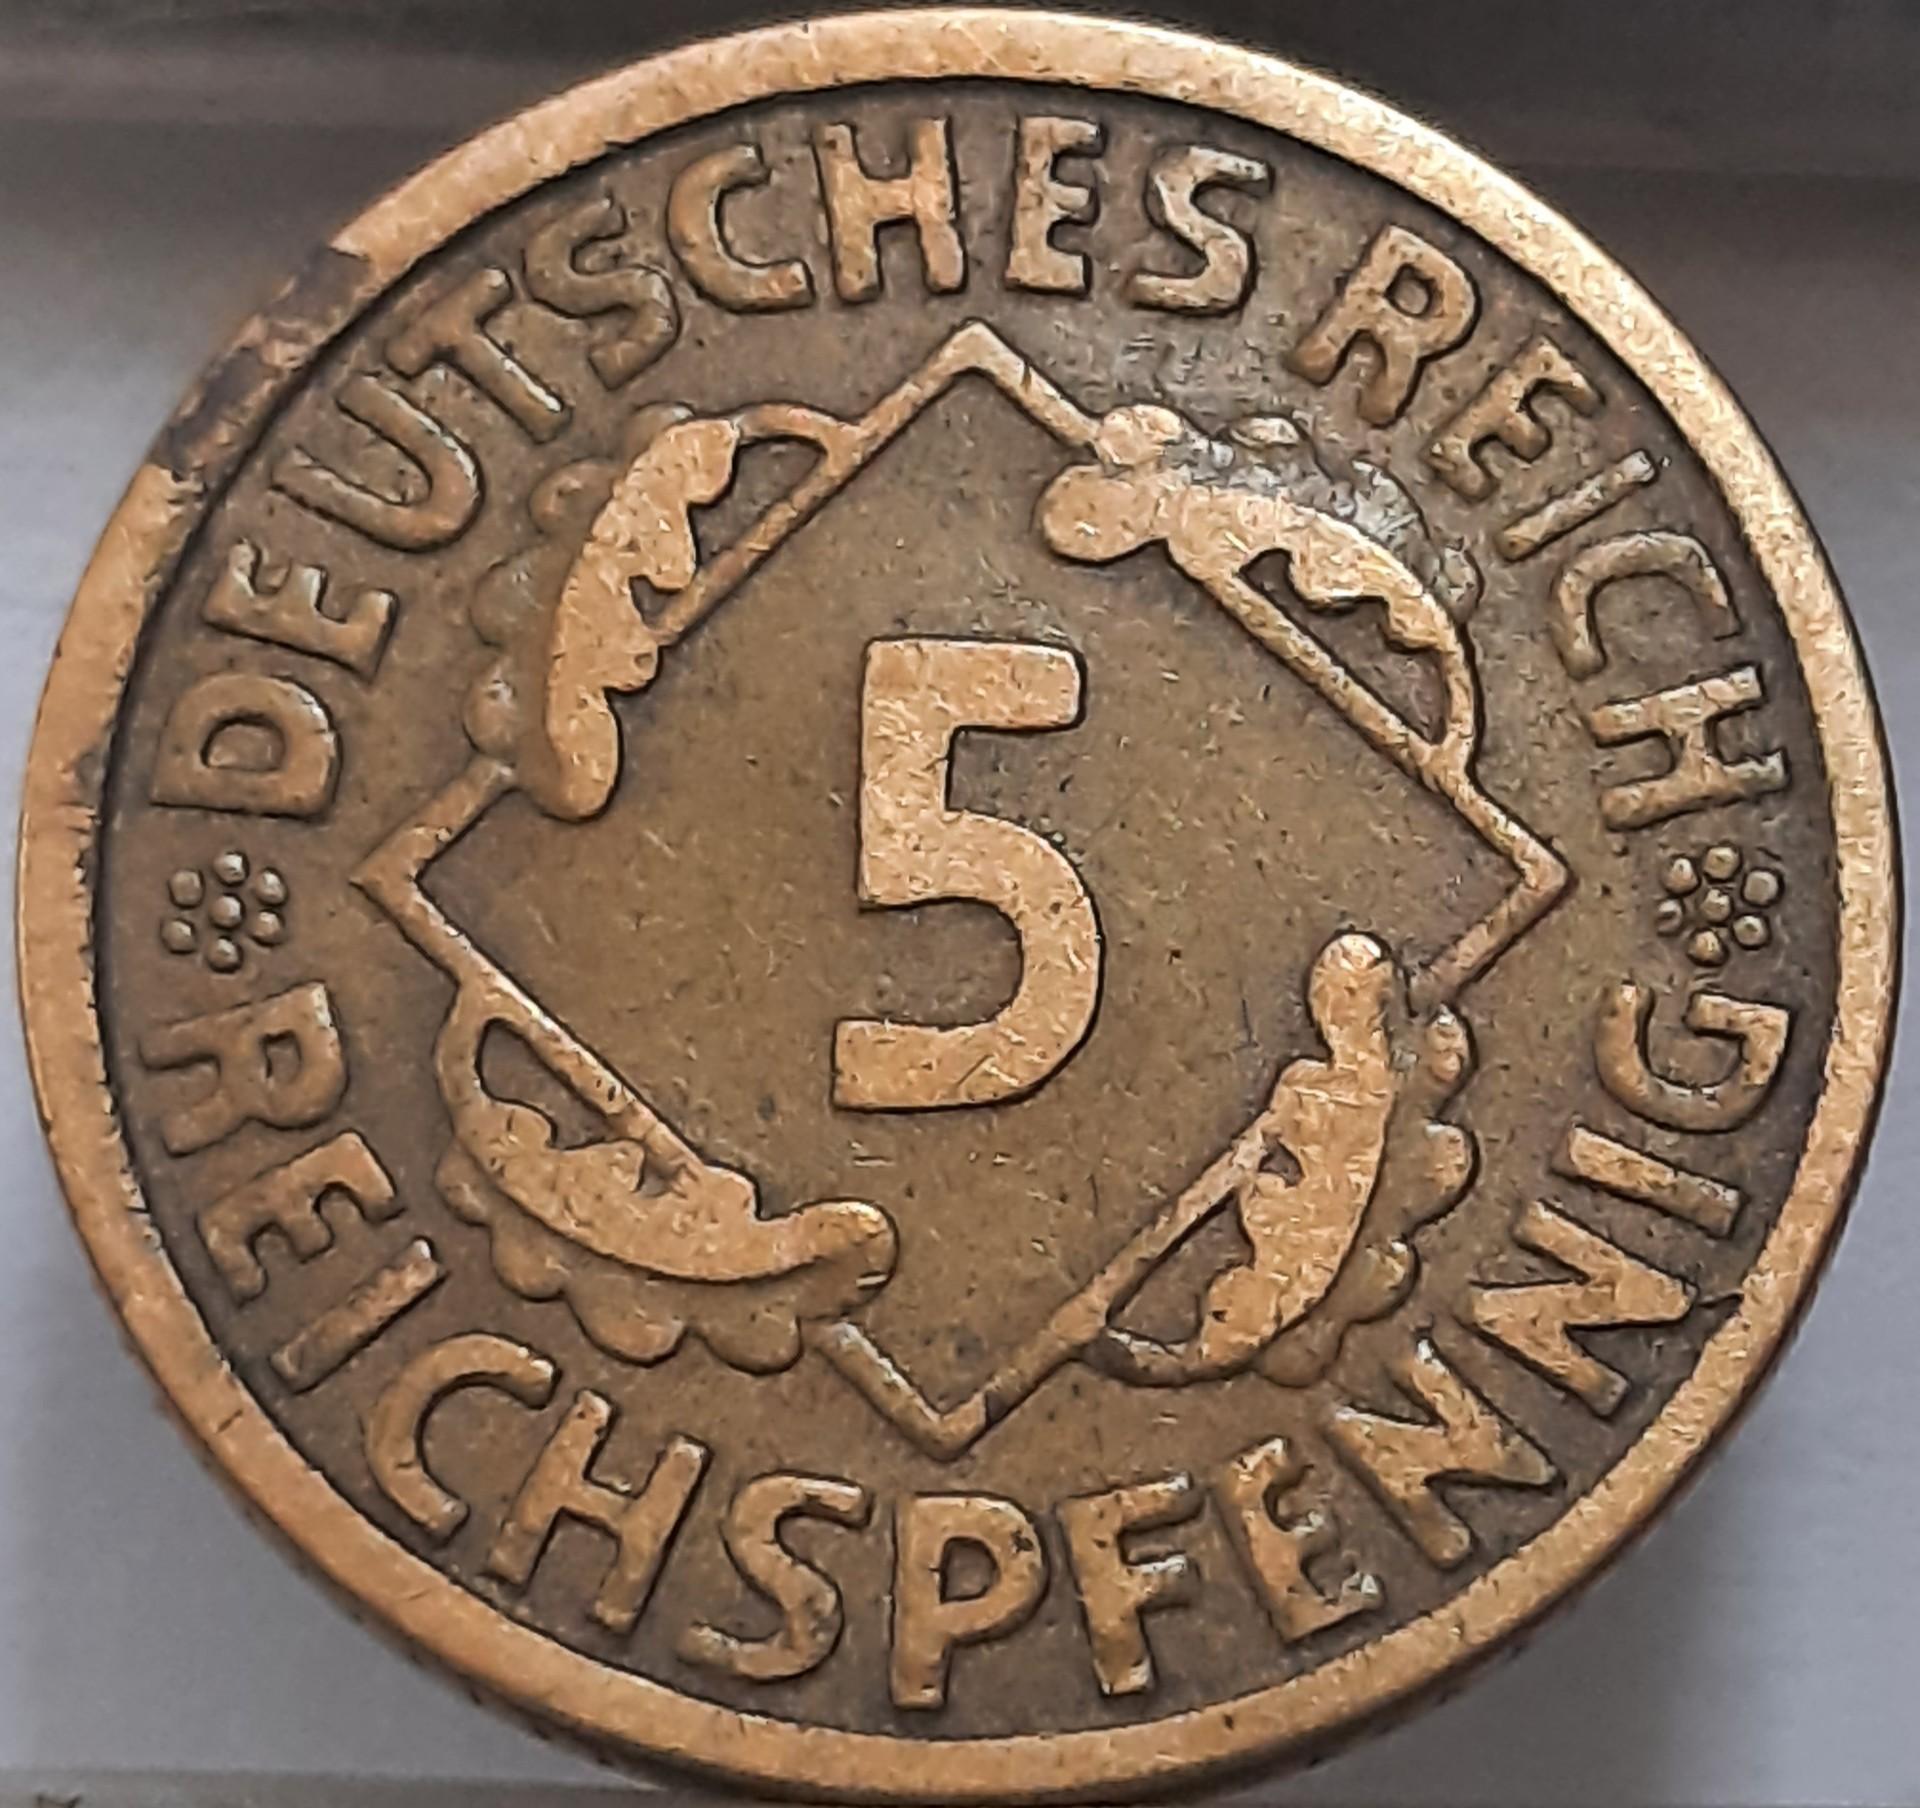 DEUTSCHES REICH
5
REICHSPFENNIG